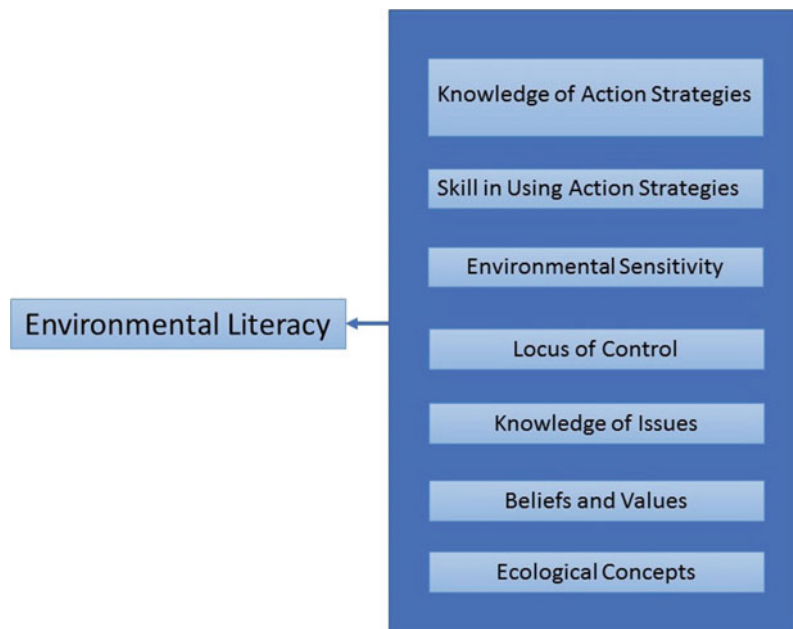 Environmental Literacy
Knowledge of Action Strategies
Skill in Using Action Strategies
Environmental Sensitivity
Locus of Control
Knowledge of Issues
Beliefs and Values
Ecological Concepts